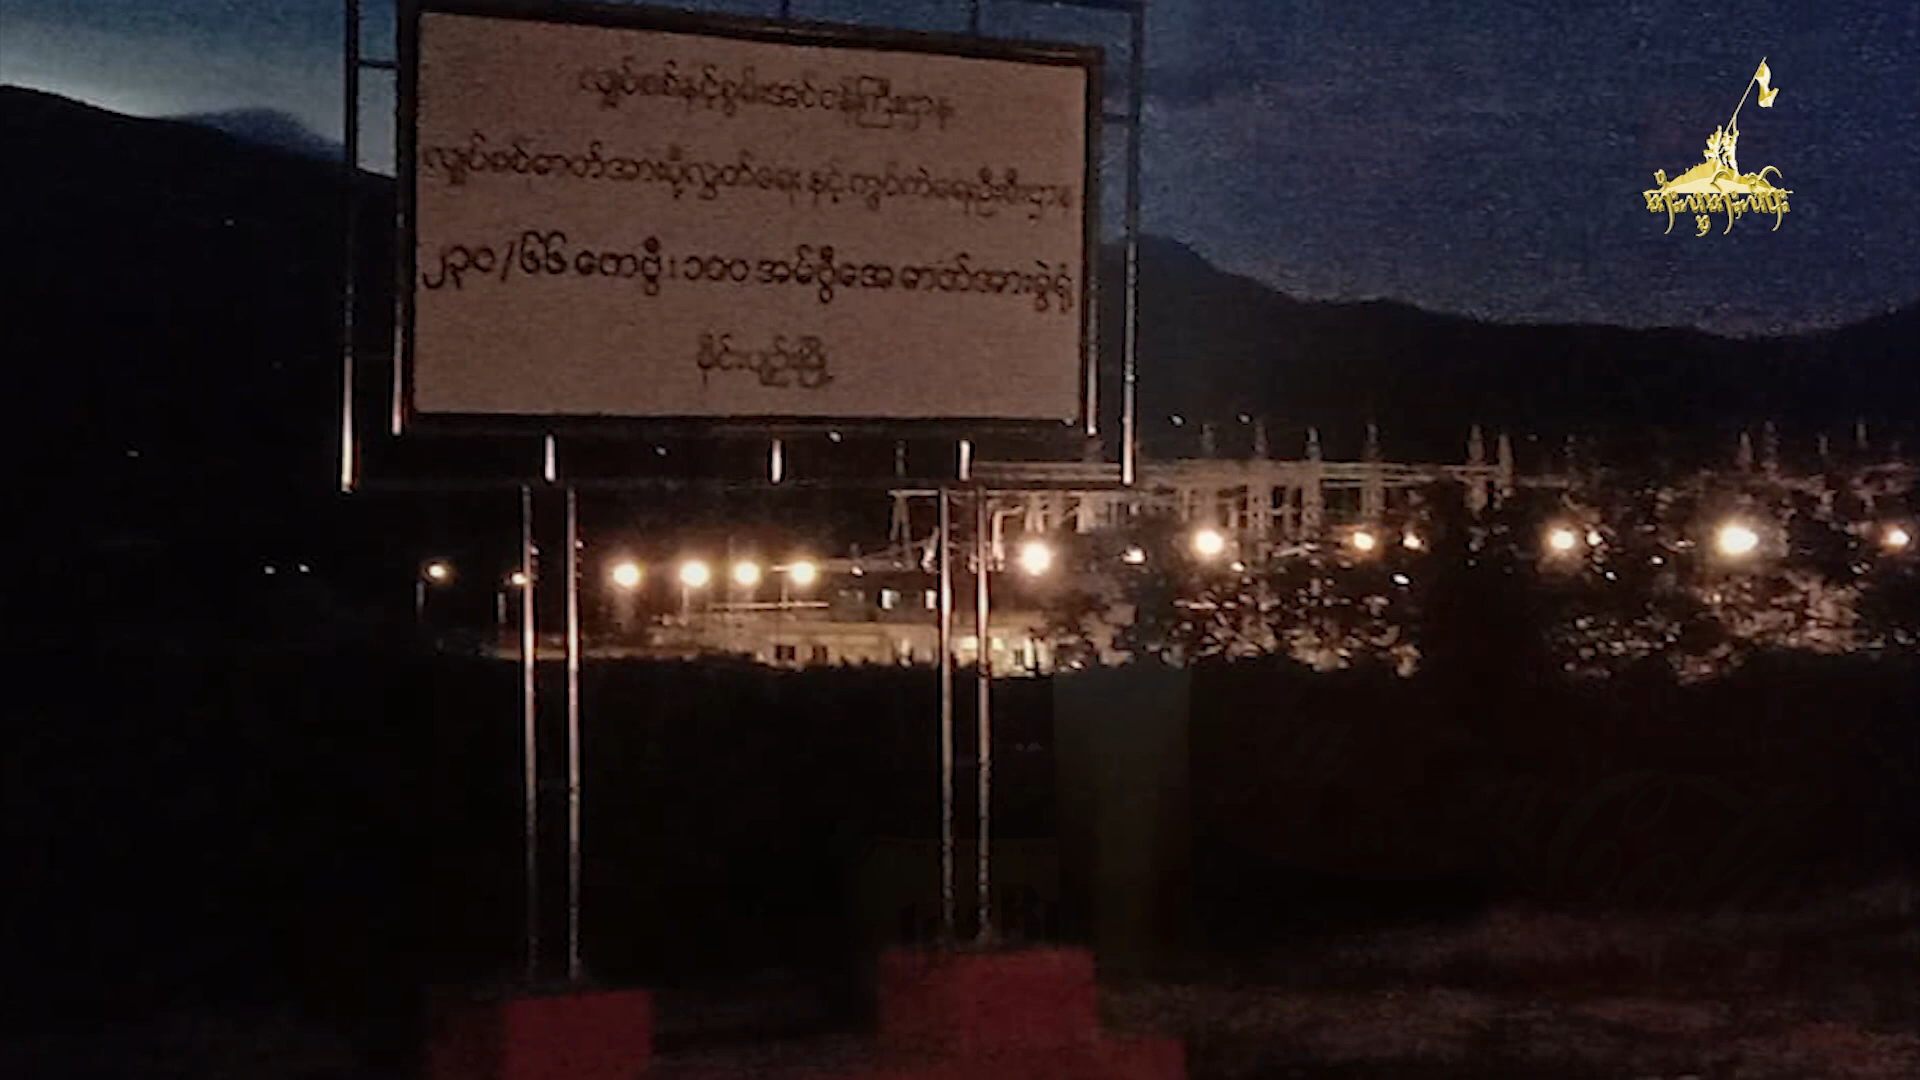 လျှပ်စစ်နှင့်စွမ်းအင်ဝန်ကြီးဌာန
လျှပ်စစ်ဓာတ်အားပို့လွှတ်ရေးနှင့်ကွပ်ကဲရေးဦးစီးဌာန
၂၃၀/၆၆ ကေဗွီ၊ ၁၀၀ အမ်ဗွီအေ ဓာတ်အားခွဲရုံ
မိုင်းပျဉ်းမြို့